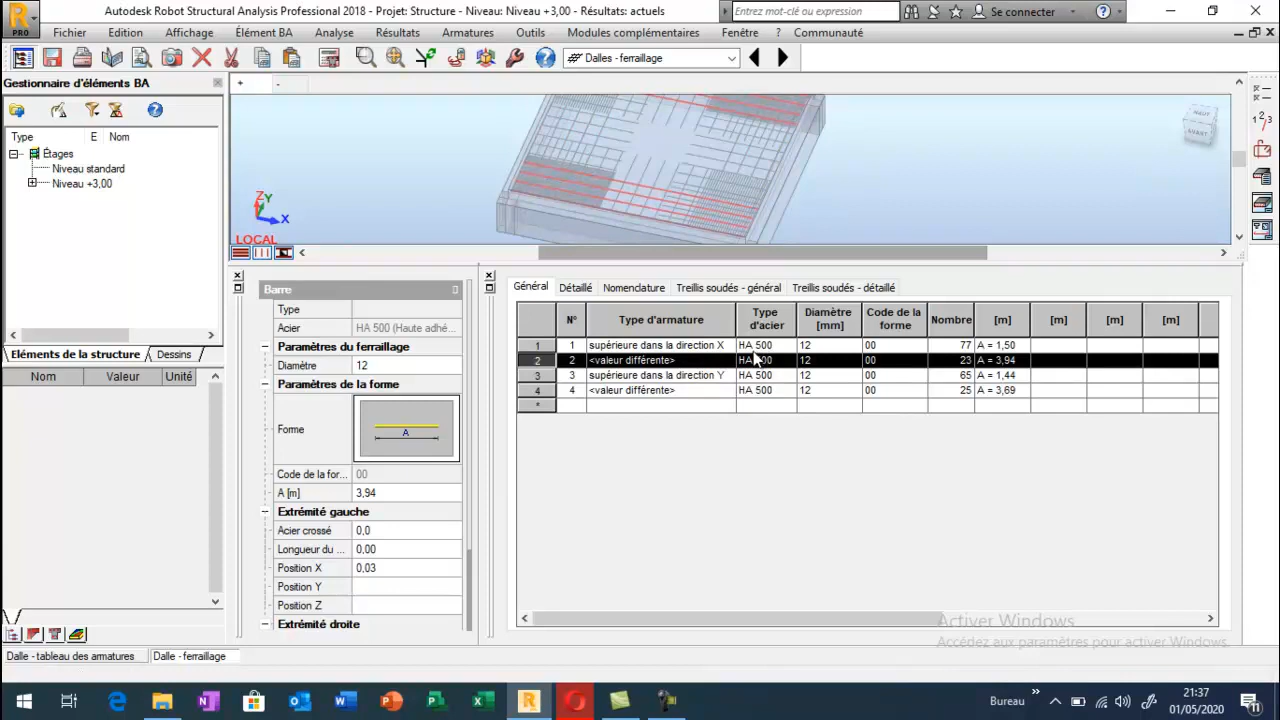 Autodesk Robot Structural Analysis Professional 2018 - Projet: Structure - Niveau: Niveau +3,00 - Résultats: actuels
Entrez mot-clé ou expression
Se connecter
PRO
Fichier Edition Affichage Élément BA Analyse Résultats Armatures Outils Modules complémentaires Fenêtre ? Communauté
Dalles - ferraillage
Gestionnaire d'éléments BA
Type E Nom
Étages
Niveau standard
Niveau +3,00
Eléments de la structure Dessins
Nom Valeur Unité
HAUT
AVANT
Z Y
X
LOCAL
Barre
Type
Acier HA 500 (Haute adhé...
Paramètres du ferraillage
Diamètre 12
Paramètres de la forme
Forme
A
Code de la for... 00
A [m] 3,94
Extrémité gauche
Acier crossé 0,0
Longueur du ... 0,00
Position X 0,03
Position Y
Position Z
Extrémité droite
Général Détaillé Nomenclature Treillis soudés - général Treillis soudés - détaillé
N° Type d'armature Type d'acier Diamètre [mm] Code de la forme Nombre [m] [m] [m] [m]
1 1 supérieure dans la direction X HA 500 12 00 77 A = 1,50
2 2 <valeur différente> HA 500 12 00 23 A = 3,94
3 3 supérieure dans la direction Y HA 500 12 00 65 A = 1,44
4 4 <valeur différente> HA 500 12 00 25 A = 3,69
*
Activer Windows
Accédez aux paramètres pour activer Windows.
Dalle - tableau des armatures Dalle - ferraillage
Bureau
21:37
01/05/2020